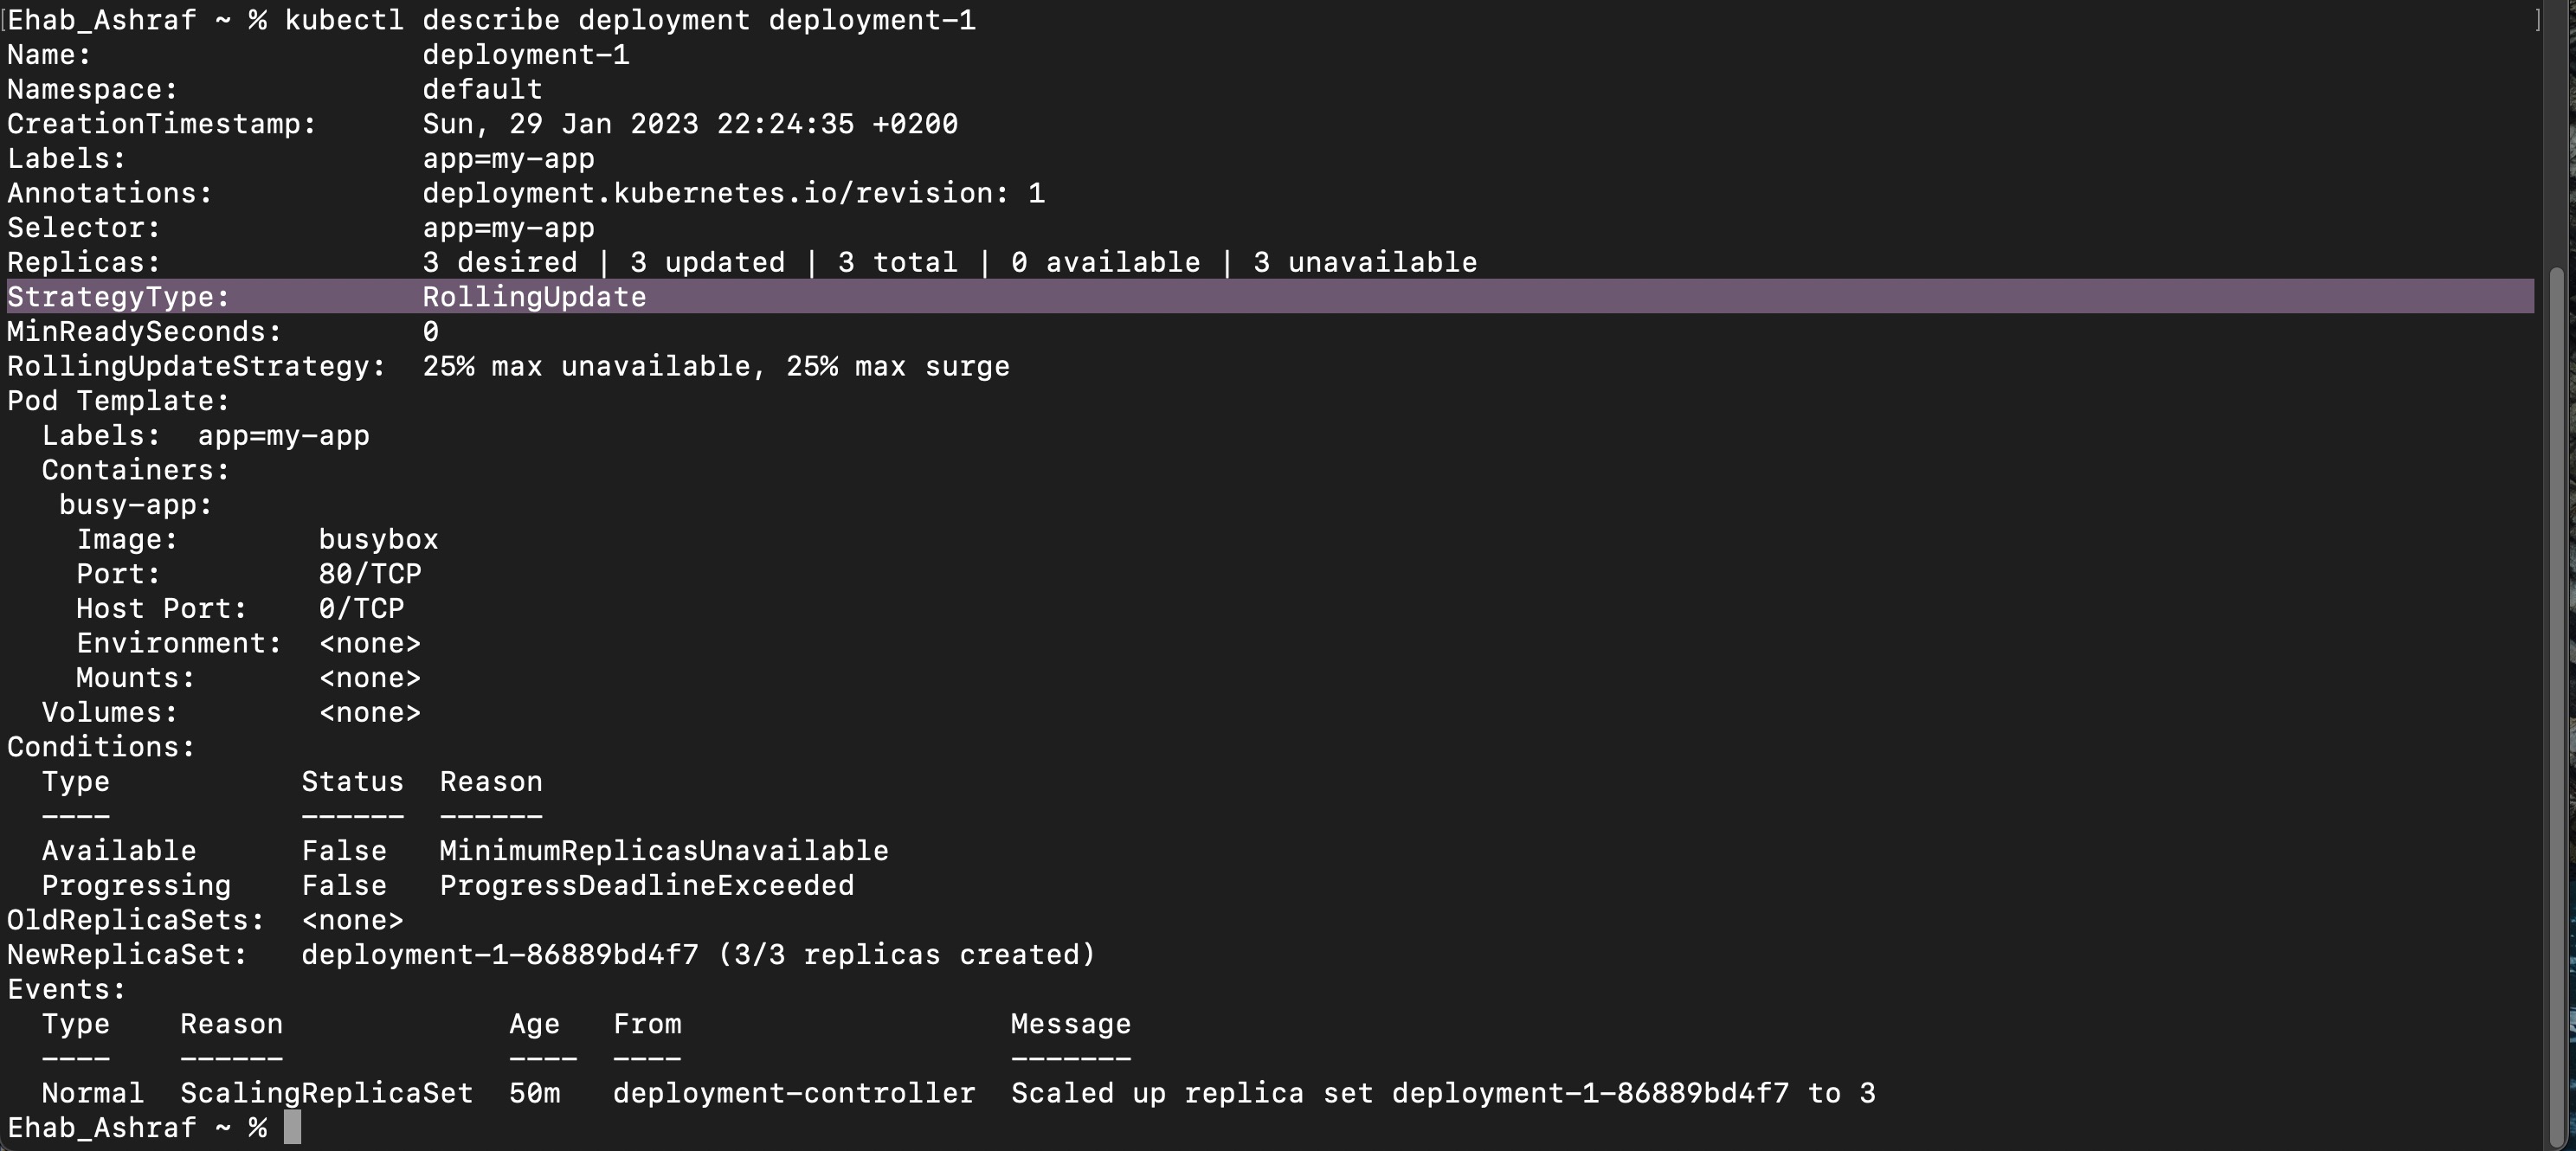 [Ehab_Ashraf ~ % kubectl describe deployment deployment-1 ]
Name:                   deployment-1
Namespace:              default
CreationTimestamp:      Sun, 29 Jan 2023 22:24:35 +0200
Labels:                 app=my-app
Annotations:            deployment.kubernetes.io/revision: 1
Selector:               app=my-app
Replicas:               3 desired | 3 updated | 3 total | 0 available | 3 unavailable
StrategyType:           RollingUpdate
MinReadySeconds:        0
RollingUpdateStrategy:  25% max unavailable, 25% max surge
Pod Template:
  Labels:  app=my-app
  Containers:
   busy-app:
    Image:        busybox
    Port:         80/TCP
    Host Port:    0/TCP
    Environment:  <none>
    Mounts:       <none>
  Volumes:        <none>
Conditions:
  Type           Status  Reason
  ----           ------  ------
  Available      False   MinimumReplicasUnavailable
  Progressing    False   ProgressDeadlineExceeded
OldReplicaSets:  <none>
NewReplicaSet:   deployment-1-86889bd4f7 (3/3 replicas created)
Events:
  Type    Reason             Age   From                   Message
  ----    ------             ----  ----                   -------
  Normal  ScalingReplicaSet  50m   deployment-controller  Scaled up replica set deployment-1-86889bd4f7 to 3
Ehab_Ashraf ~ %